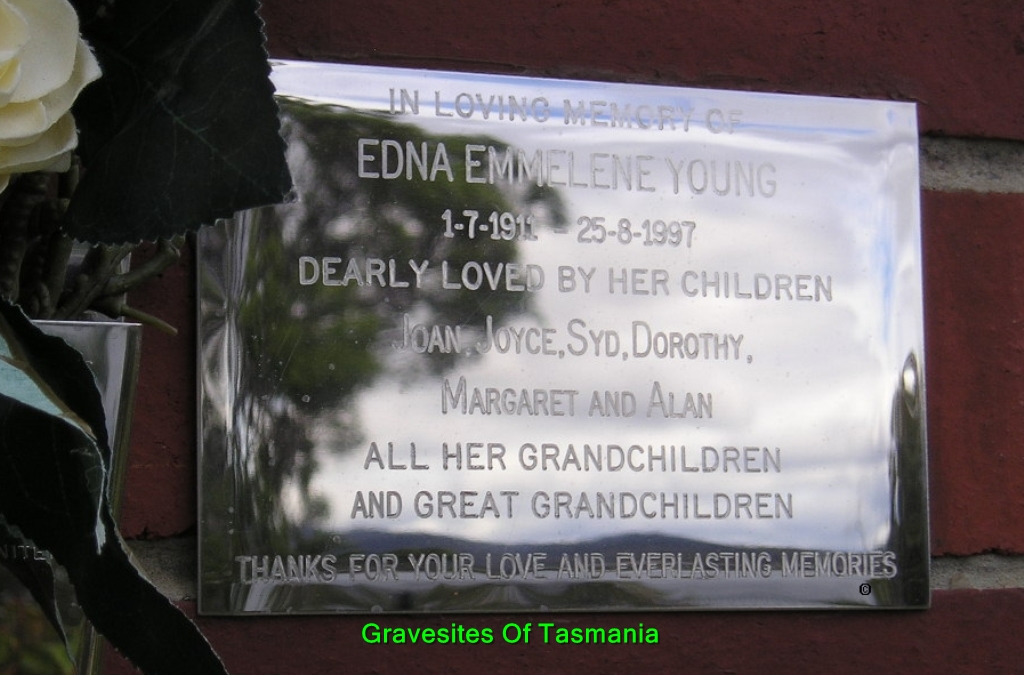 IN LOVING MEMORY OF
EDNA EMMELENE YOUNG
1-7-1911 - 25-8-1997
DEARLY LOVED BY HER CHILDREN
JOAN, JOYCE, SYD, DOROTHY,
MARGARET AND ALAN
ALL HER GRANDCHILDREN
AND GREAT GRANDCHILDREN
THANKS FOR YOUR LOVE AND EVERLASTING MEMORIES
©
Gravesites Of Tasmania